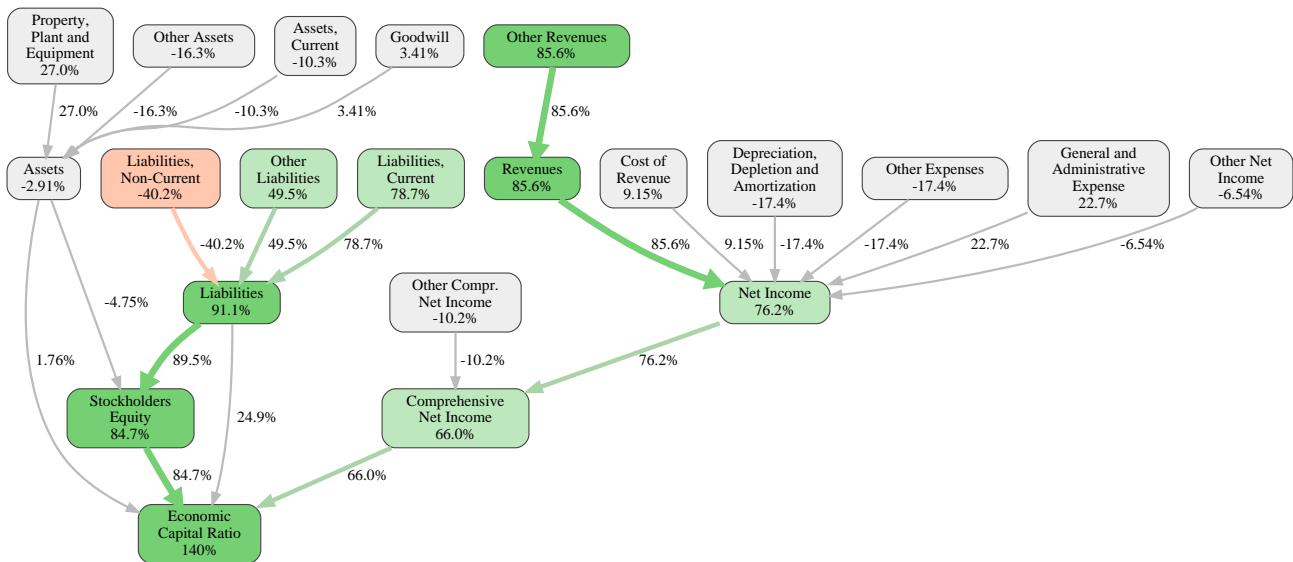 Property,
Plant and
Equipment
27.0%
Other Assets
-16.3%
Assets,
Current
-10.3%
Goodwill
3.41%
Other Revenues
85.6%
27.0%
-16.3%
-10.3%
3.41%
85.6%
Assets
-2.91%
Liabilities,
Non-Current
-40.2%
Other
Liabilities
49.5%
Liabilities,
Current
78.7%
Revenues
85.6%
Cost of
Revenue
9.15%
Depreciation,
Depletion and
Amortization
-17.4%
Other Expenses
-17.4%
General and
Administrative
Expense
22.7%
Other Net
Income
-6.54%
-40.2%
49.5%
78.7%
85.6%
9.15%
-17.4%
-17.4%
22.7%
-6.54%
-4.75%
Liabilities
91.1%
Other Compr.
Net Income
-10.2%
Net Income
76.2%
1.76%
89.5%
-10.2%
76.2%
Stockholders
Equity
84.7%
24.9%
Comprehensive
Net Income
66.0%
84.7%
66.0%
Economic
Capital Ratio
140%